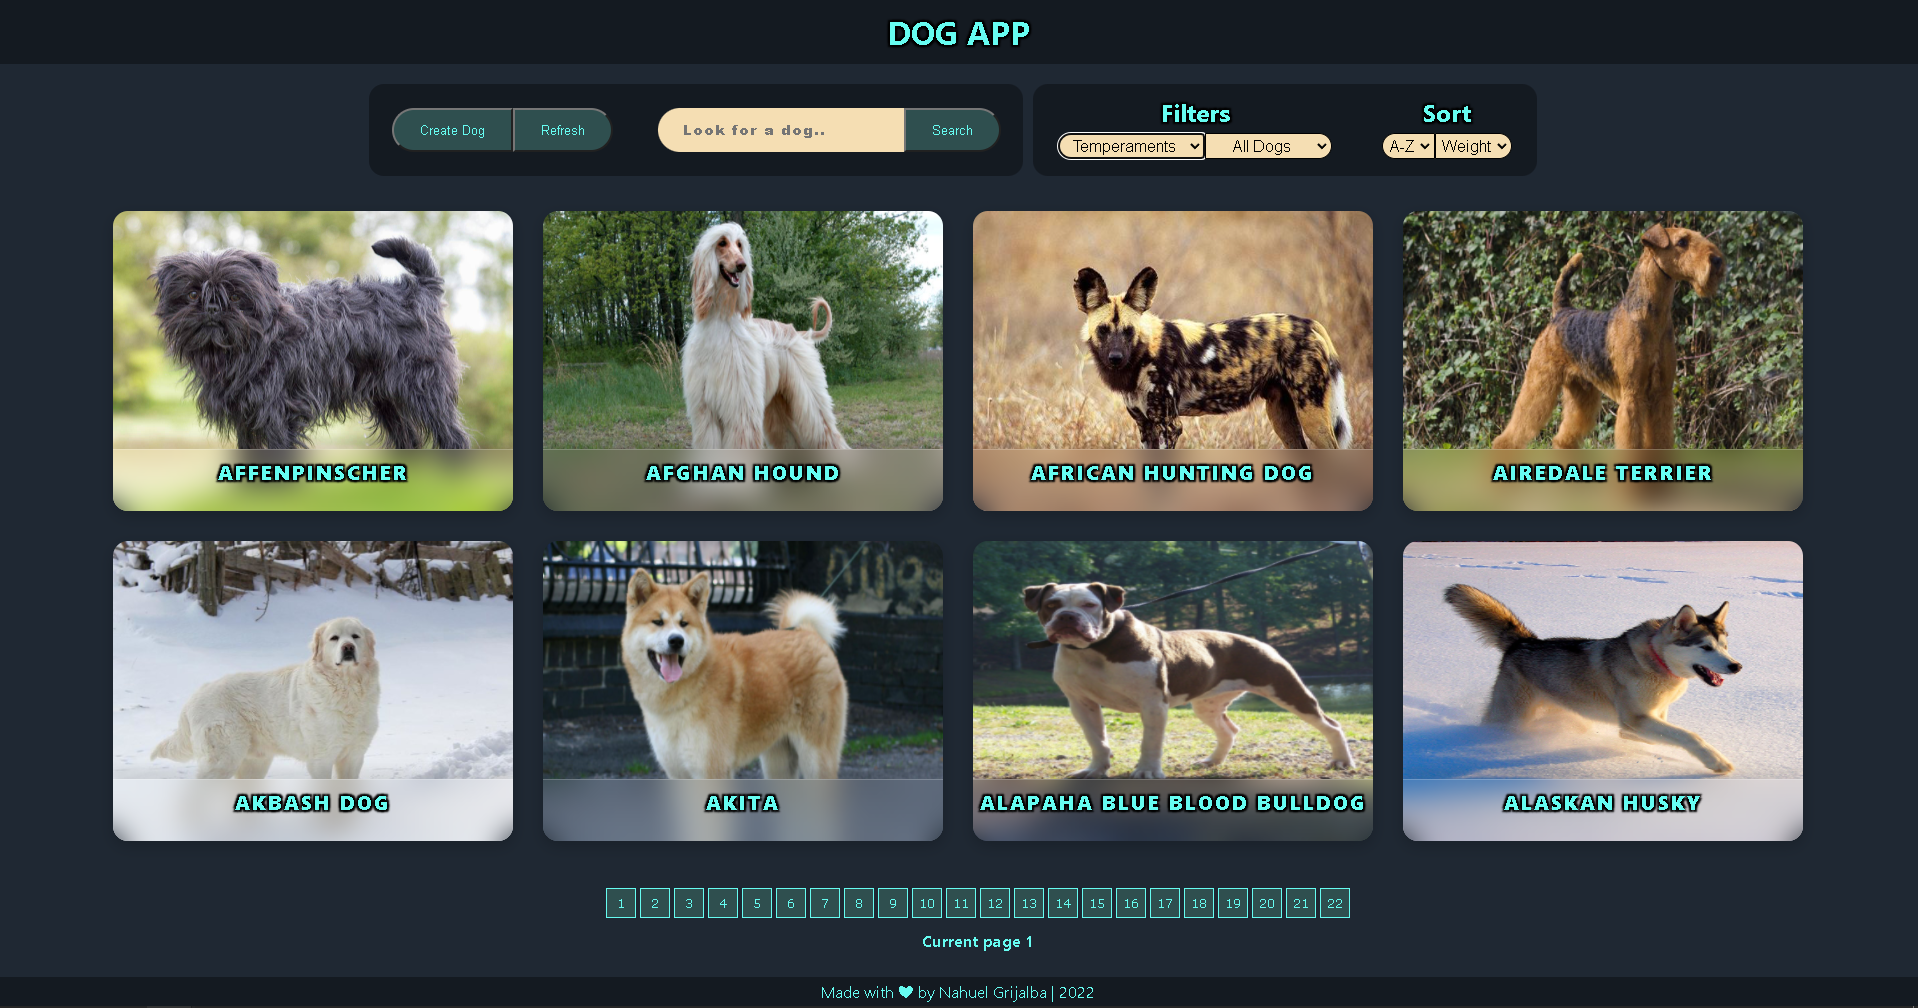 DOG APP
Create Dog
Refresh
Look for a dog..
Search
Filters
Temperaments
All Dogs
Sort
A-Z
Weight
AFFENPINSCHER
AFGHAN HOUND
AFRICAN HUNTING DOG
AIREDALE TERRIER
AKBASH DOG
AKITA
ALAPAHA BLUE BLOOD BULLDOG
ALASKAN HUSKY
1 2 3 4 5 6 7 8 9 10 11 12 13 14 15 16 17 18 19 20 21 22
Current page 1
Made with ♥ by Nahuel Grijalba | 2022